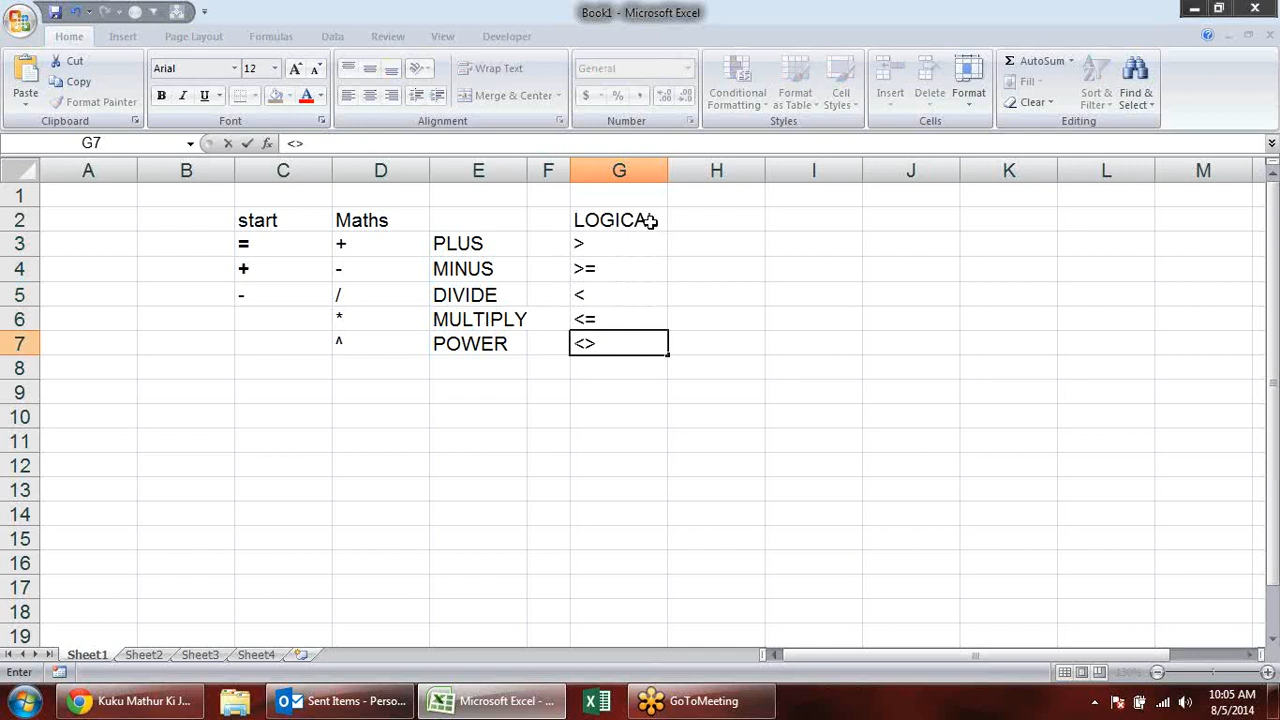 Book1 - Microsoft Excel
Home Insert Page Layout Formulas Data Review View Developer
Paste Cut Copy Format Painter Clipboard
Arial 12 A A B I U A Font
Wrap Text Merge & Center Alignment
General $ % , Number
Conditional Formatting Format as Table Cell Styles Styles
Insert Delete Format Cells
Σ AutoSum Fill Clear Sort & Filter Find & Select Editing
G7 fx <>
A B C D E F G H I J K L M
1
2 start Maths
3 = + PLUS >
4 + - MINUS >=
5 - / DIVIDE <
6 * MULTIPLY <=
7 ^ POWER <>
8
9
10
11
12
13
14
15
16
17
18
19
Sheet1 Sheet2 Sheet3 Sheet4
Enter 130%
Kuku Mathur Ki J... Sent Items - Perso... Microsoft Excel - ... GoToMeeting 10:05 AM
8/5/2014